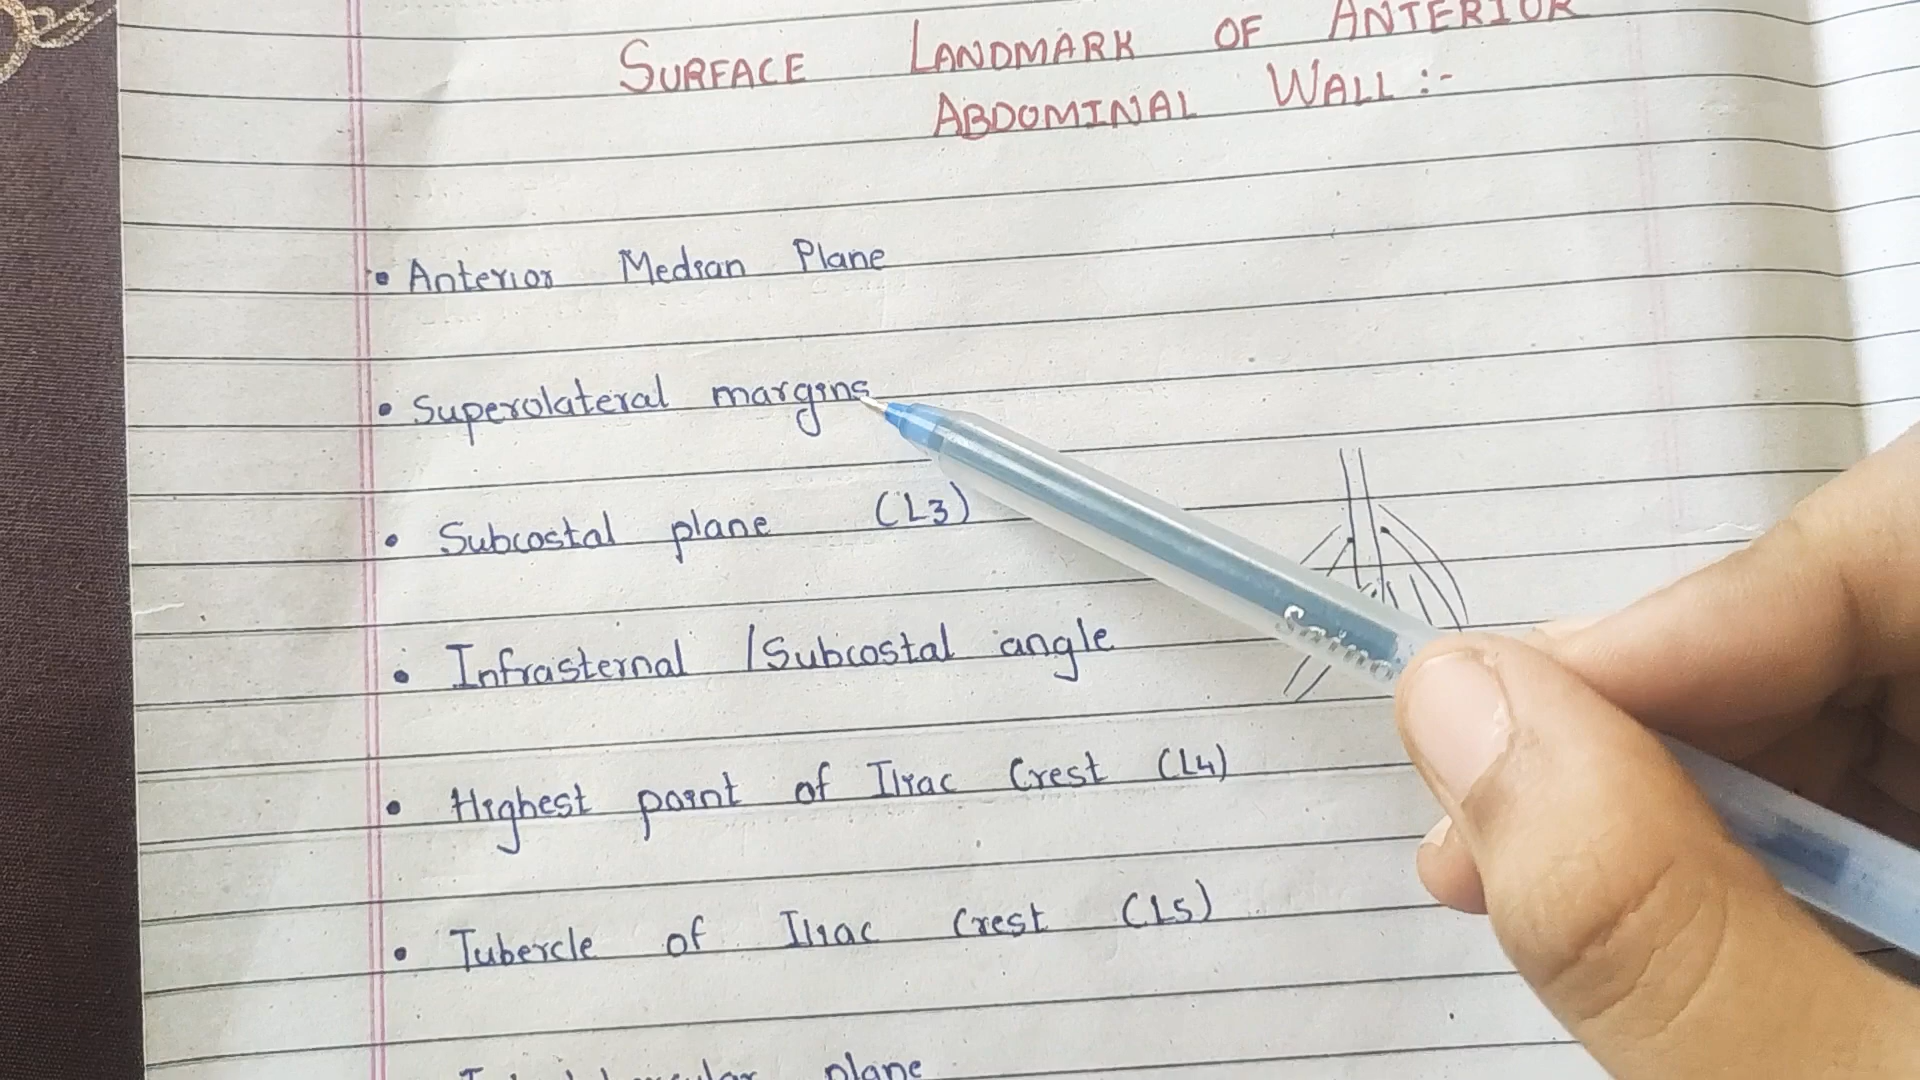 SURFACE LANDMARK OF ANTERIOR
ABDOMINAL WALL :-
• Anterior Median Plane
• Superolateral margins
• Subcostal plane (L3)
• Infrasternal / Subcostal angle
• Highest point of Iliac Crest (L4)
• Tubercle of Iliac Crest (L5)
plane